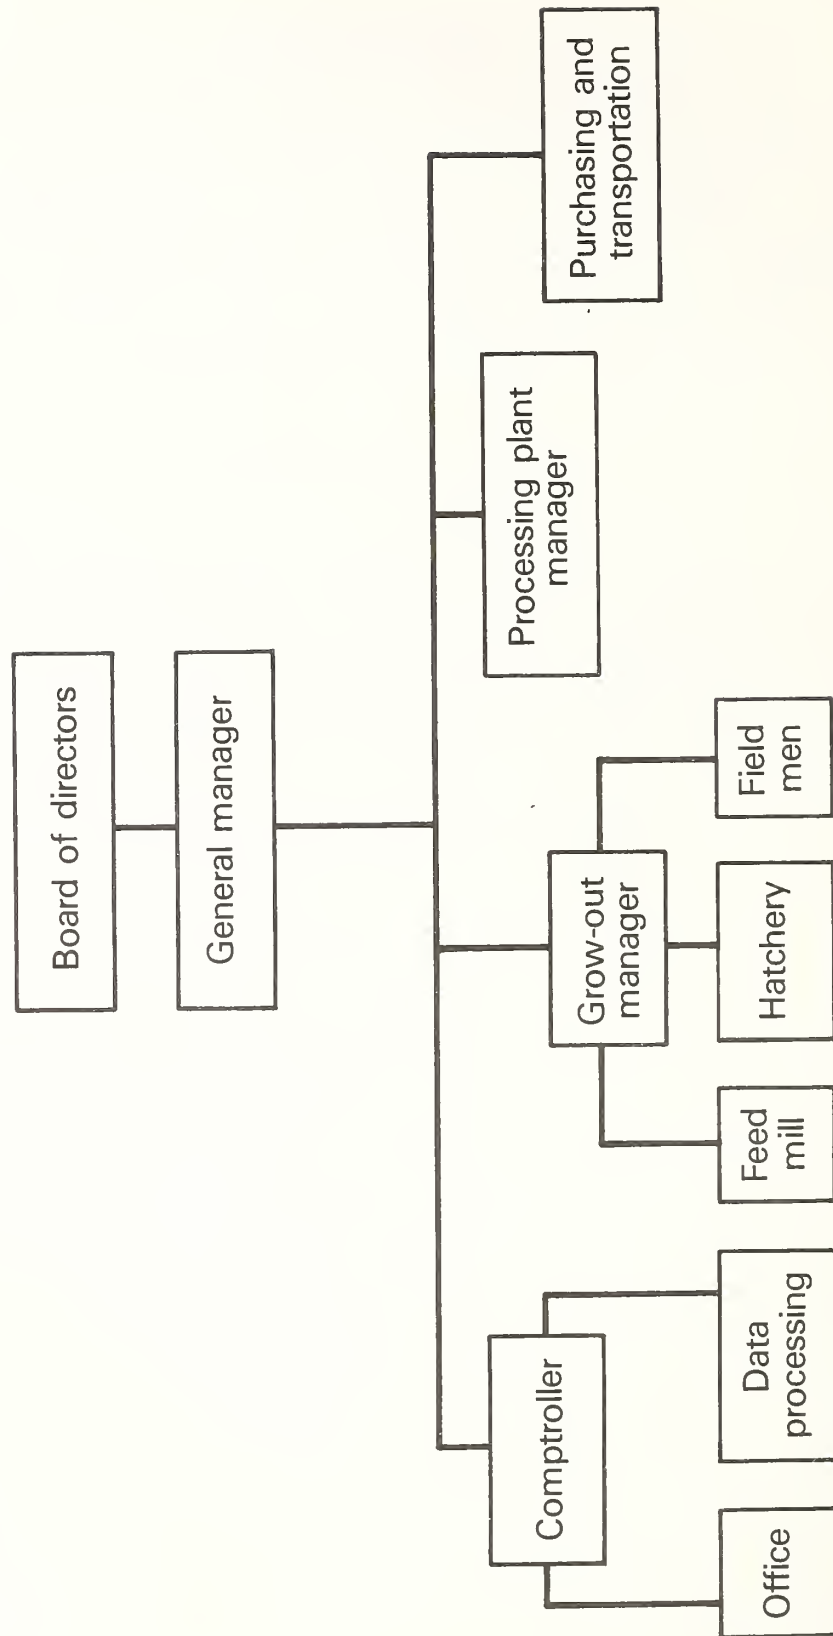 Board of directors
General manager
Comptroller
Grow-out
manager
Processing plant
manager
Purchasing and
transportation
Office
Data
processing
Feed
mill
Hatchery
Field
men